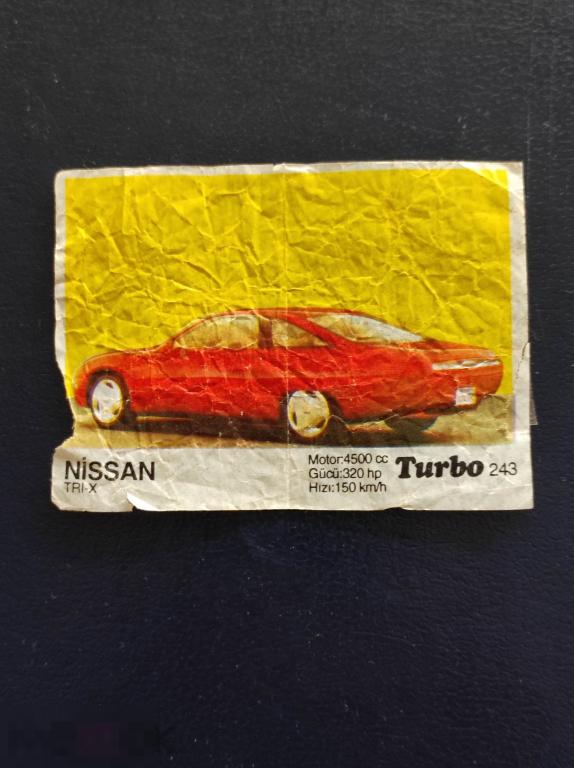 NİSSAN
TRI-X
Motor:4500 cc
Gücü:320 hp
Hızı:150 km/h
Turbo 243